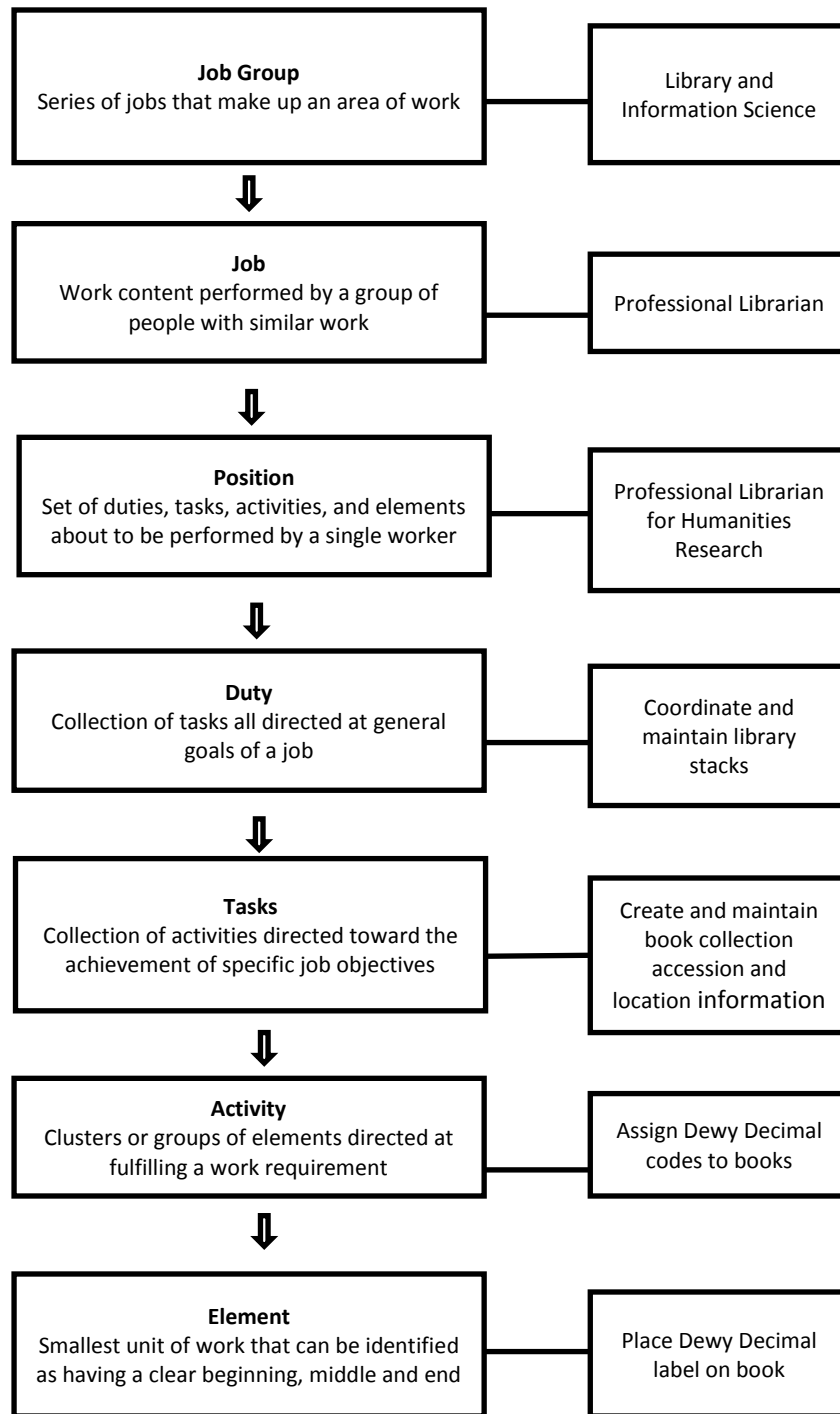 Job Group
Series of jobs that make up an area of work
Library and
Information Science
Job
Work content performed by a group of
people with similar work
Professional Librarian
Position
Set of duties, tasks, activities, and elements
about to be performed by a single worker
Professional Librarian
for Humanities
Research
Duty
Collection of tasks all directed at general
goals of a job
Coordinate and
maintain library
stacks
Tasks
Collection of activities directed toward the
achievement of specific job objectives
Create and maintain
book collection
accession and
location information
Activity
Clusters or groups of elements directed at
fulfilling a work requirement
Assign Dewy Decimal
codes to books
Element
Smallest unit of work that can be identified
as having a clear beginning, middle and end
Place Dewy Decimal
label on book